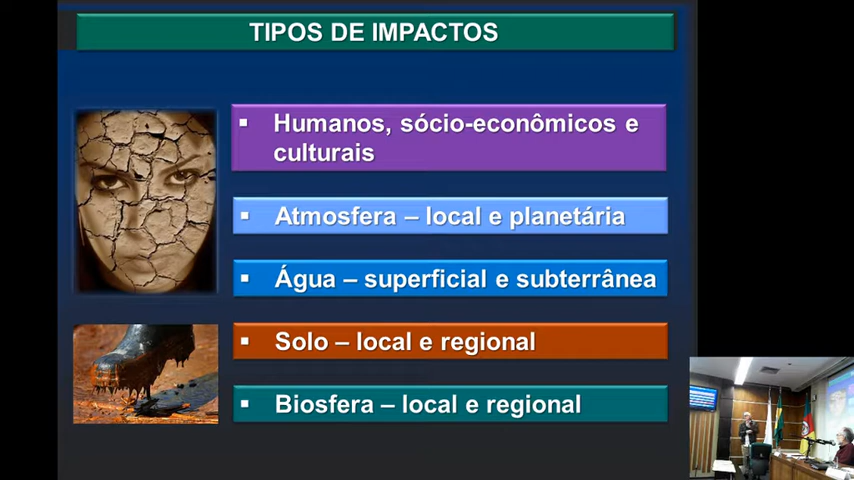 TIPOS DE IMPACTOS
▪ Humanos, sócio-econômicos e
culturais
▪ Atmosfera – local e planetária
▪ Água – superficial e subterrânea
▪ Solo – local e regional
▪ Biosfera – local e regional